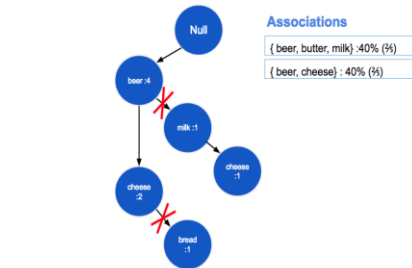 Null
Associations
{ beer, butter, milk} :40% (⅖)
{ beer, cheese} : 40% (⅖)
beer :4
milk :1
cheese
:1
cheese
:2
bread
:1